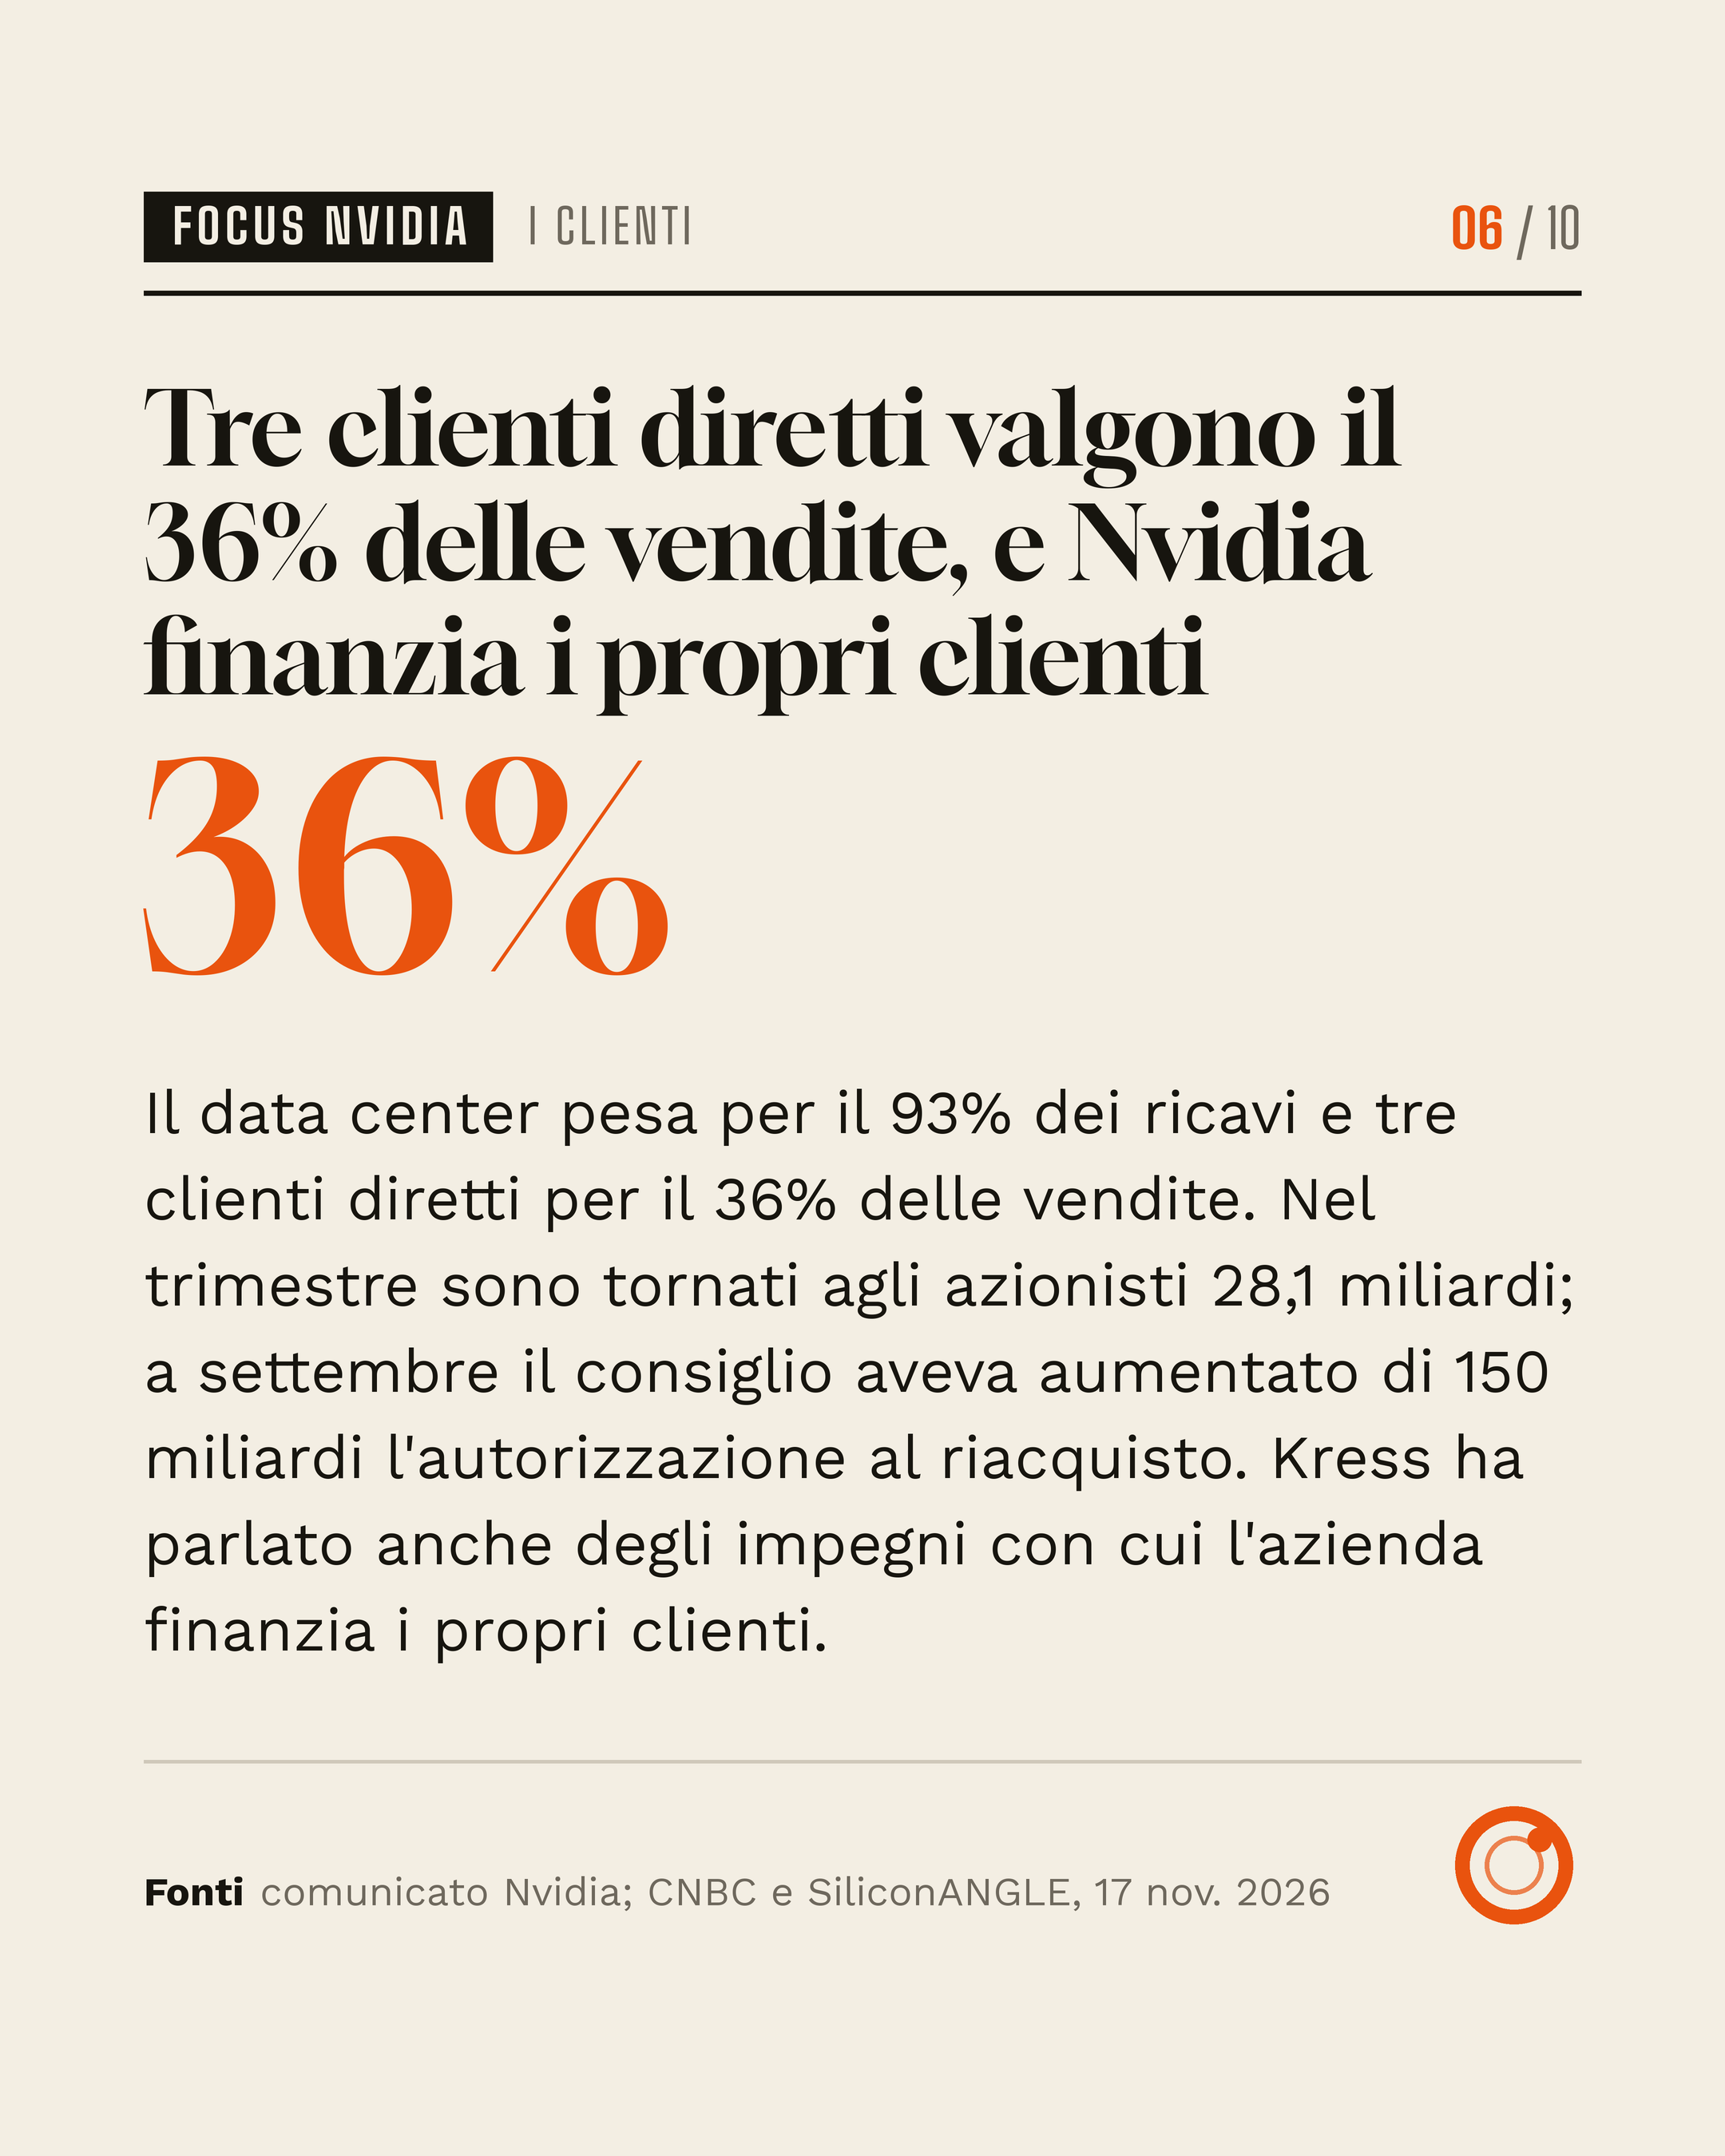 FOCUS NVIDIA I CLIENTI 06 / 10
Tre clienti diretti valgono il
36% delle vendite, e Nvidia
finanzia i propri clienti
36%
Il data center pesa per il 93% dei ricavi e tre
clienti diretti per il 36% delle vendite. Nel
trimestre sono tornati agli azionisti 28,1 miliardi;
a settembre il consiglio aveva aumentato di 150
miliardi l'autorizzazione al riacquisto. Kress ha
parlato anche degli impegni con cui l'azienda
finanzia i propri clienti.
Fonti comunicato Nvidia; CNBC e SiliconANGLE, 17 nov. 2026